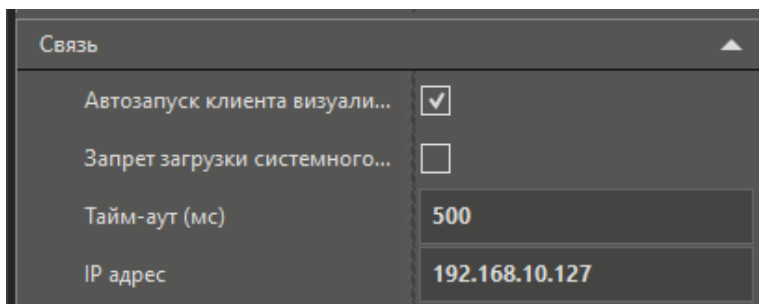 Связь
Автозапуск клиента визуали...
Запрет загрузки системного...
Тайм-аут (мс) 500
IP адрес 192.168.10.127